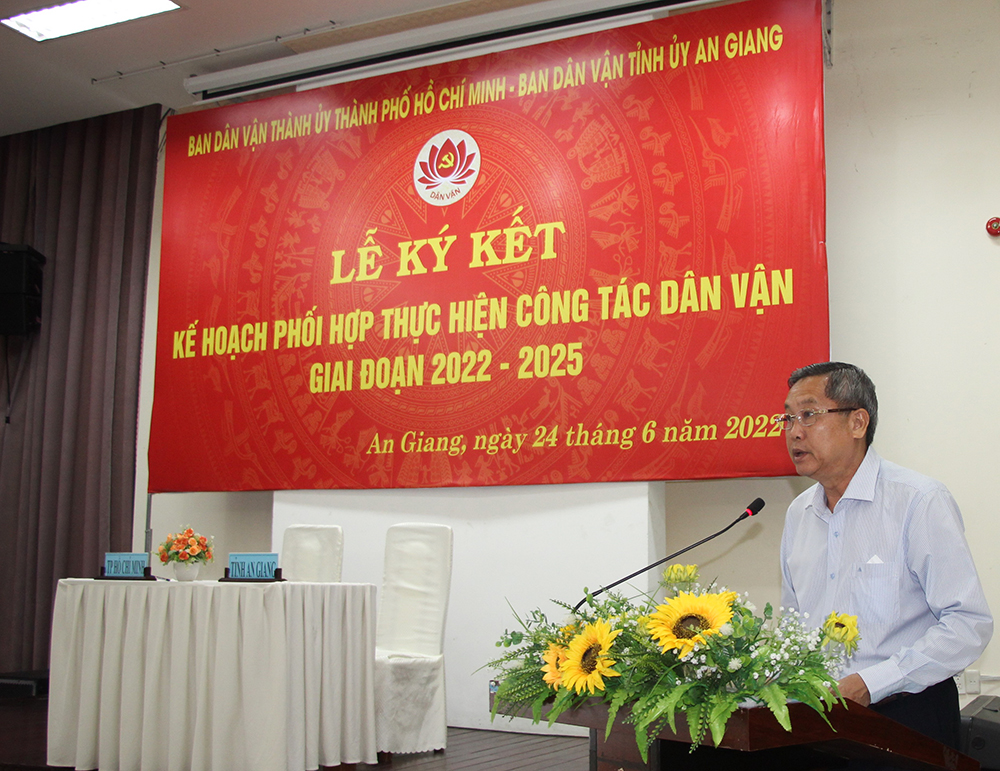 BAN DÂN VẬN THÀNH ỦY THÀNH PHỐ HỒ CHÍ MINH - BAN DÂN VẬN TỈNH ỦY AN GIANG
DÂN VẬN
LỄ KÝ KẾT
KẾ HOẠCH PHỐI HỢP THỰC HIỆN CÔNG TÁC DÂN VẬN
GIAI ĐOẠN 2022 - 2025
An Giang, ngày 24 tháng 6 năm 2022
TP HỒ CHÍ MINH
TỈNH AN GIANG